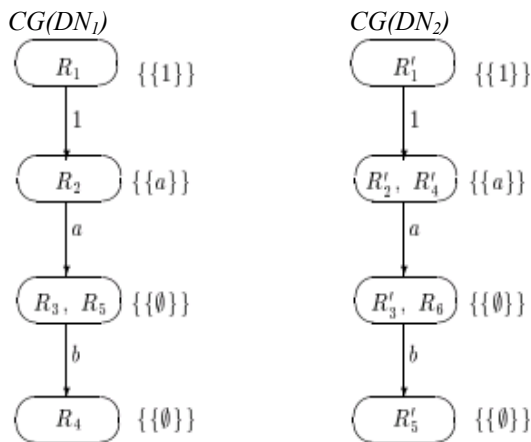 CG(DN₁) CG(DN₂)
R₁ {{1}} R′₁ {{1}}
1 1
R₂ {{a}} R′₂, R′₄ {{a}}
a a
R₃, R₅ {{∅}} R′₃, R₆ {{∅}}
b b
R₄ {{∅}} R′₅ {{∅}}